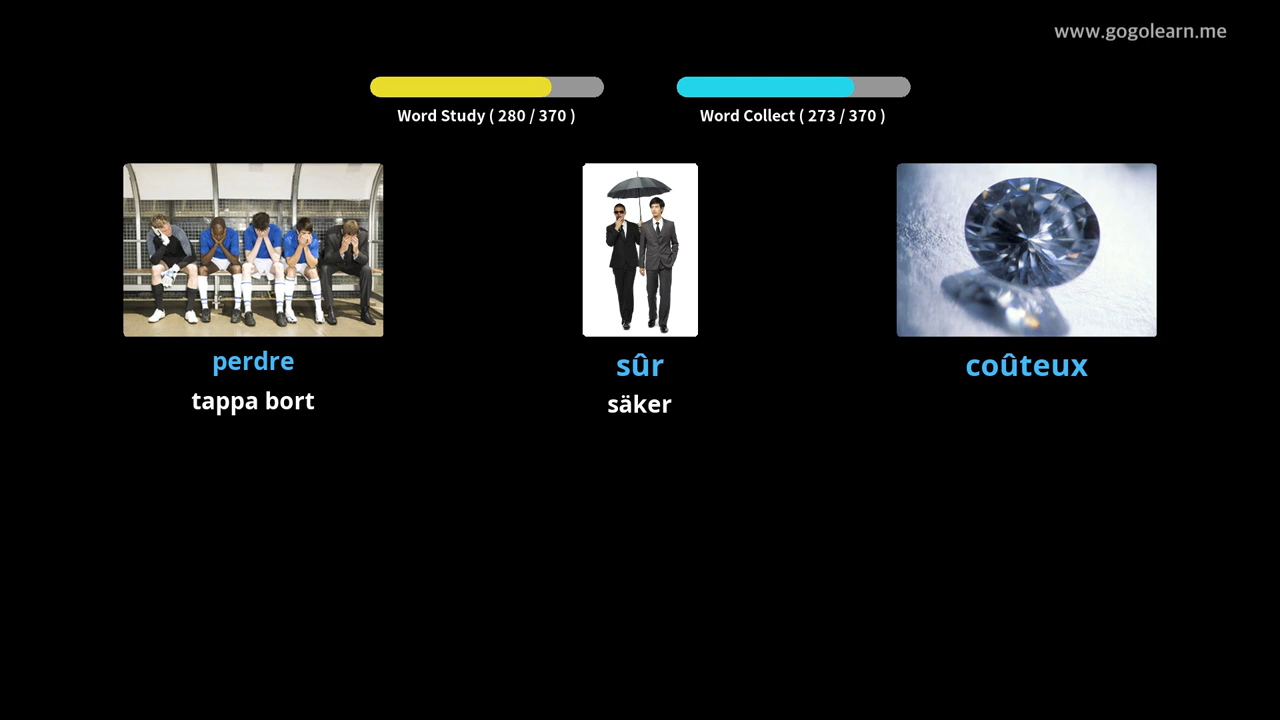 www.gogolearn.me
Word Study ( 280 / 370 )
Word Collect ( 273 / 370 )
perdre
tappa bort
sûr
säker
coûteux